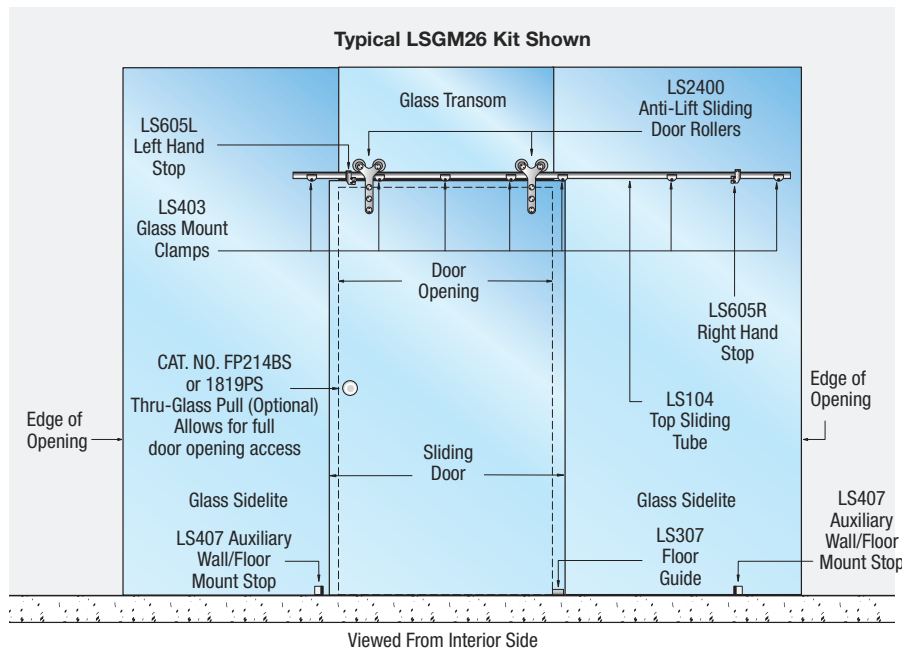 Typical LSGM26 Kit Shown
Glass Transom
LS2400
Anti-Lift Sliding
Door Rollers
LS605L
Left Hand
Stop
LS403
Glass Mount
Clamps
Door
Opening
LS605R
Right Hand
Stop
CAT. NO. FP214BS
or 1819PS
Thru-Glass Pull (Optional)
Allows for full
door opening access
LS104
Top Sliding
Tube
Edge of
Opening
Edge of
Opening
Sliding
Door
Glass Sidelite
Glass Sidelite
LS407 Auxiliary
Wall/Floor
Mount Stop
LS307
Floor
Guide
LS407
Auxiliary
Wall/Floor
Mount Stop
Viewed From Interior Side